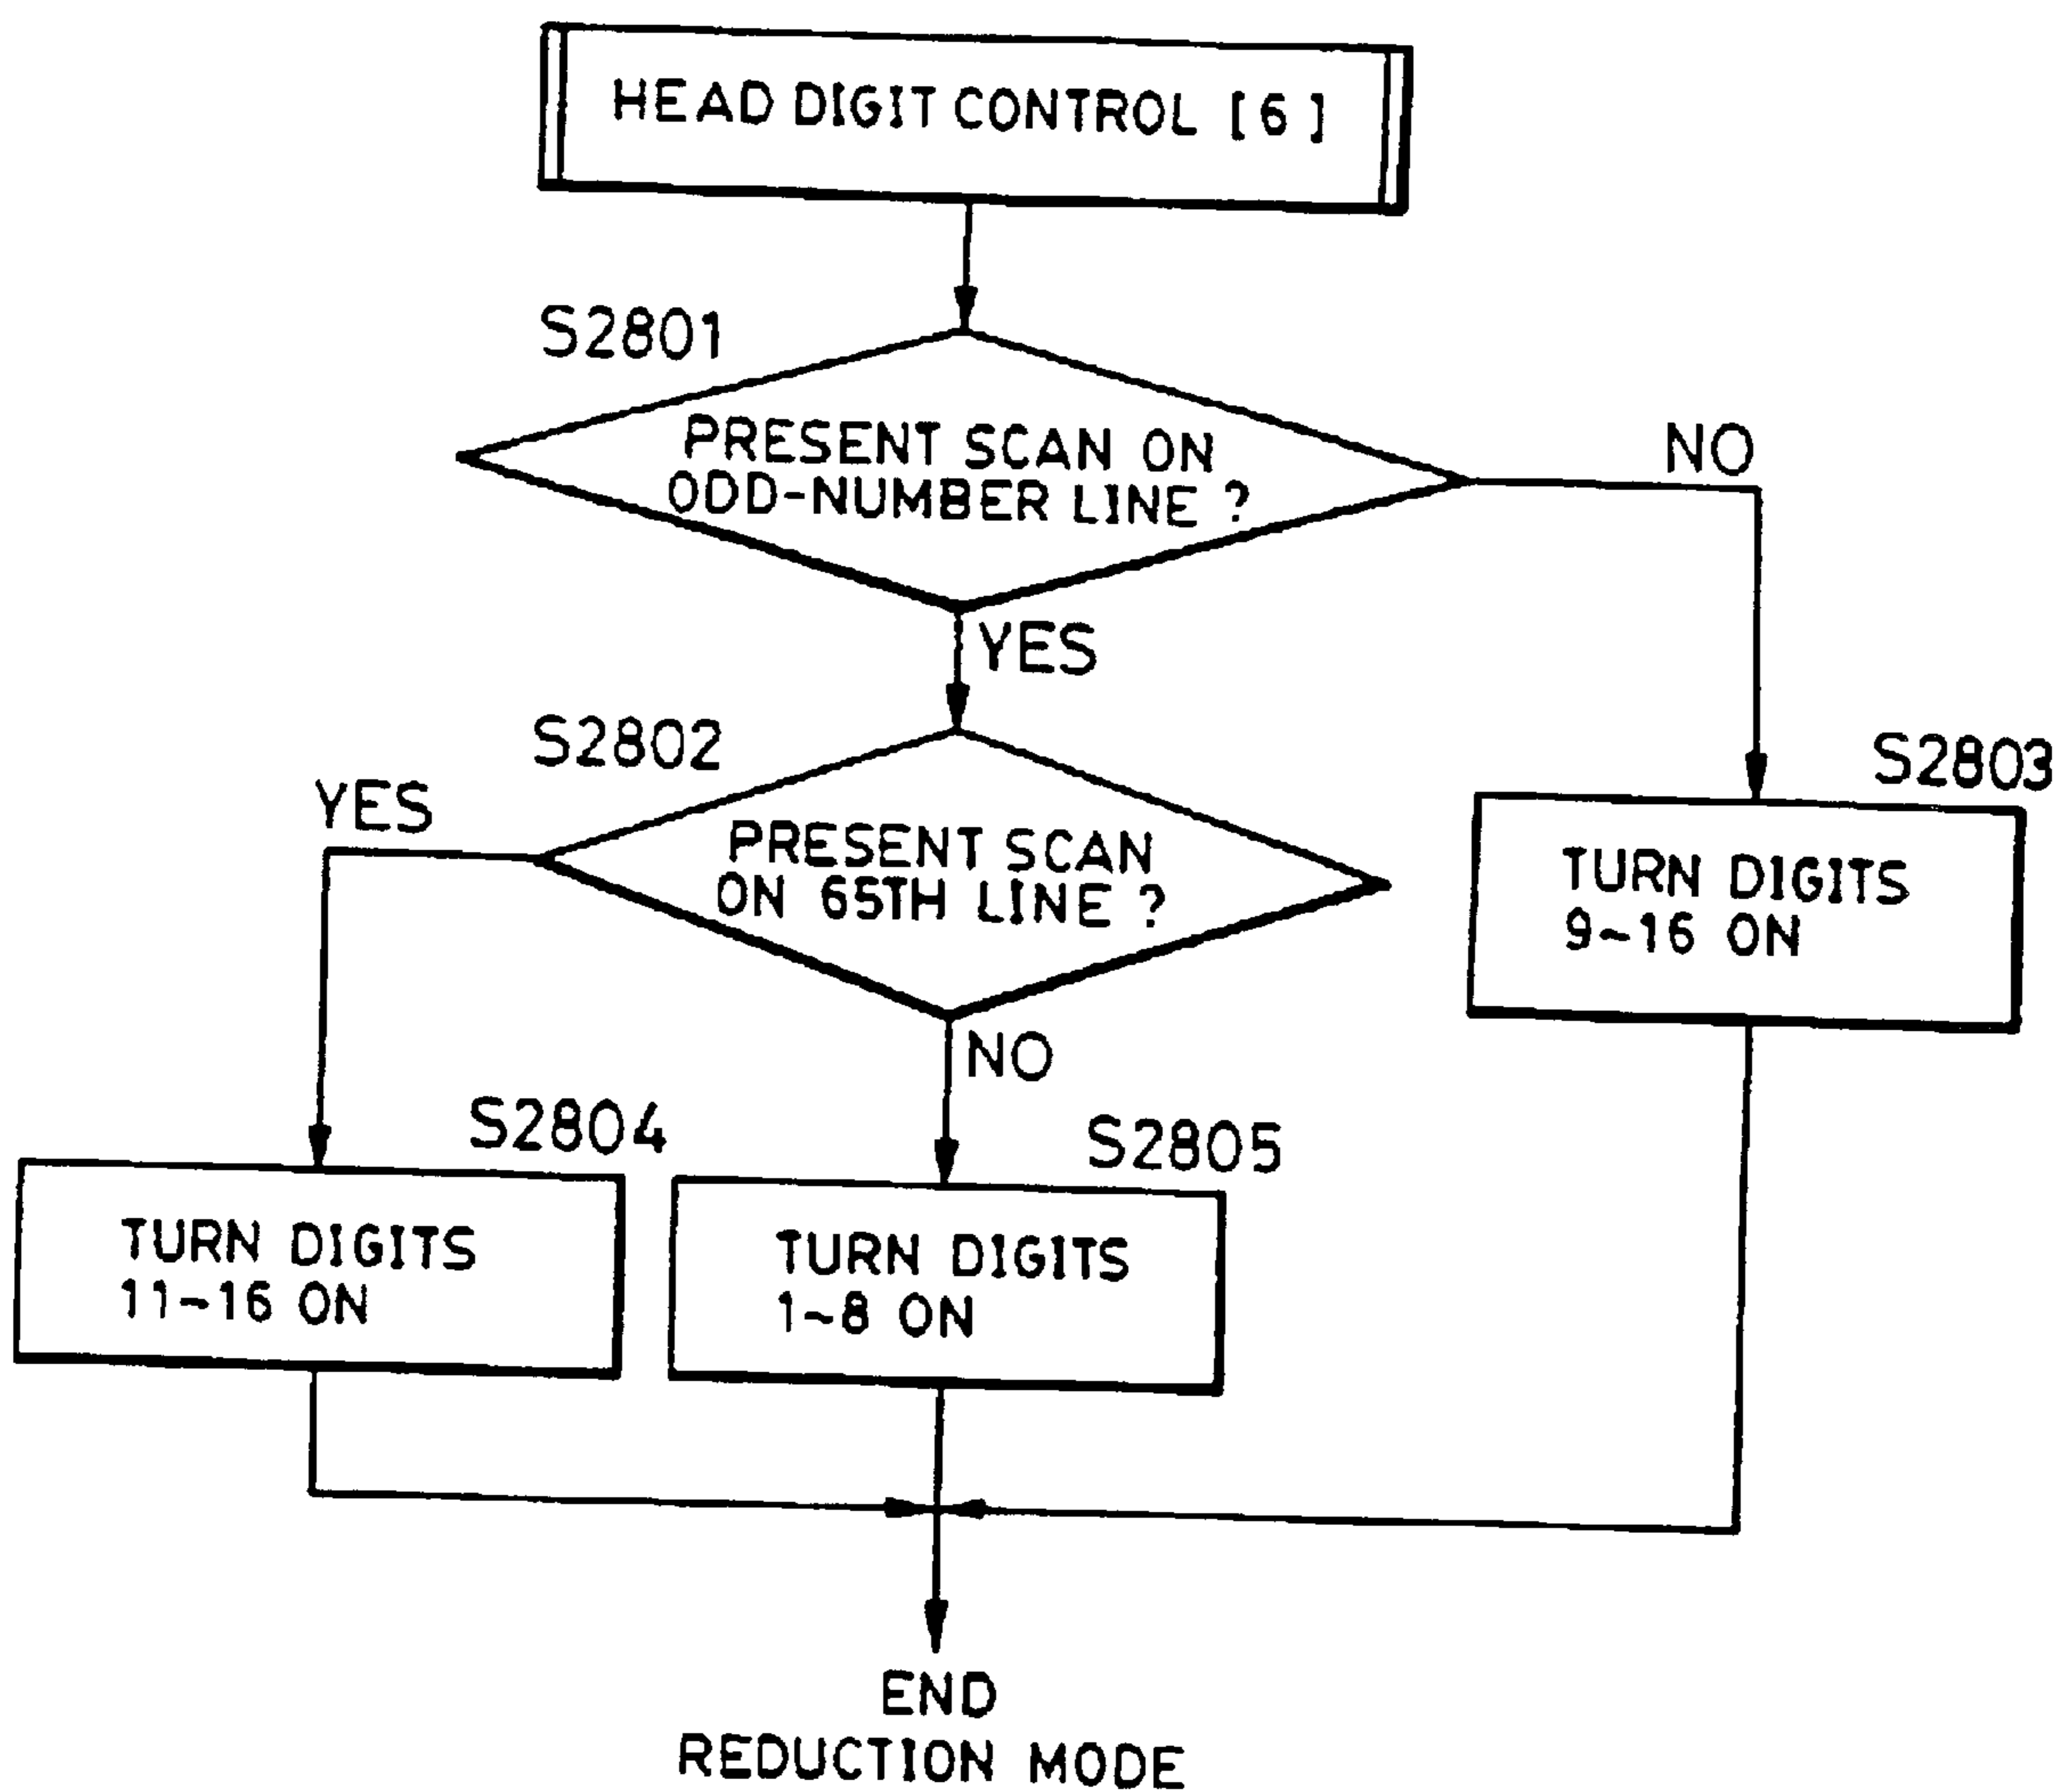 HEAD DIGIT CONTROL [6]
S2801
PRESENT SCAN ON
ODD-NUMBER LINE ?
NO
YES
S2802
YES
PRESENT SCAN
ON 65TH LINE ?
S2803
TURN DIGITS
9~16 ON
NO
S2804
TURN DIGITS
11~16 ON
S2805
TURN DIGITS
1~8 ON
END
REDUCTION MODE